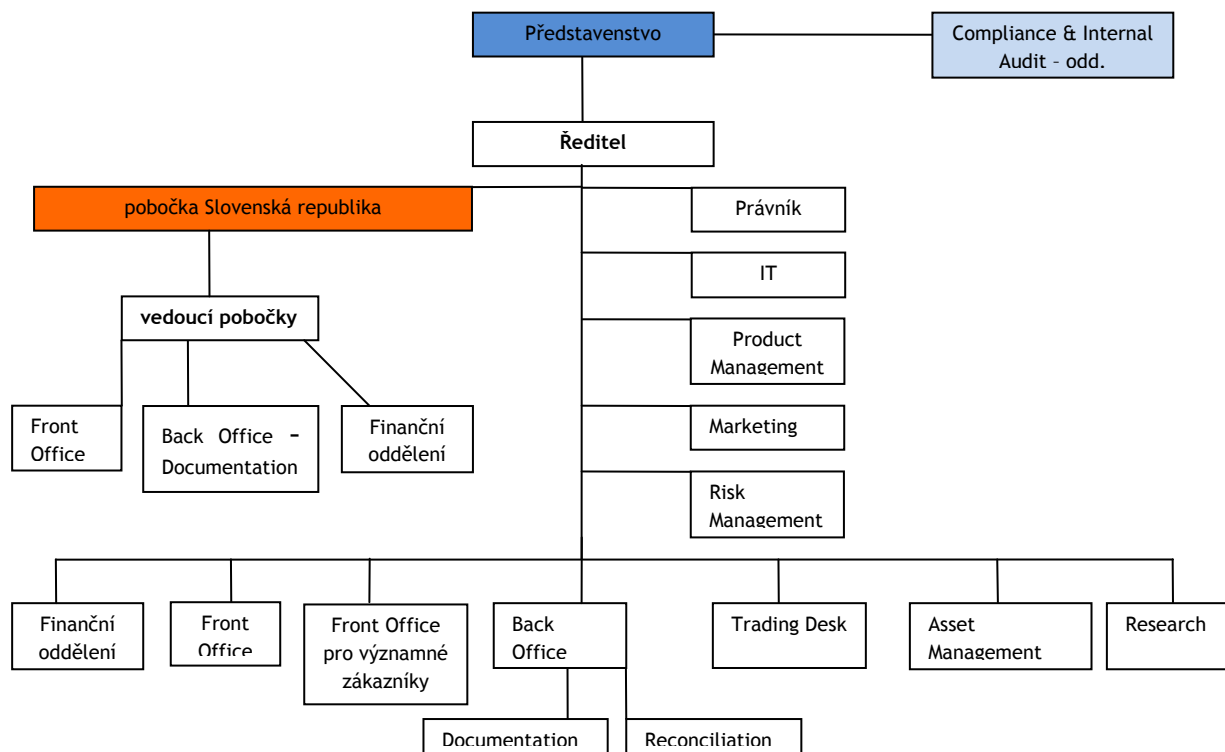 Představenstvo
Compliance & Internal
Audit – odd.
Ředitel
pobočka Slovenská republika
Právník
IT
vedoucí pobočky
Product
Management
Front
Office
Back Office –
Documentation
Finanční
oddělení
Marketing
Risk
Management
Finanční
oddělení
Front
Office
Front Office
pro významné
zákazníky
Back
Office
Trading Desk
Asset
Management
Research
Documentation
Reconciliation